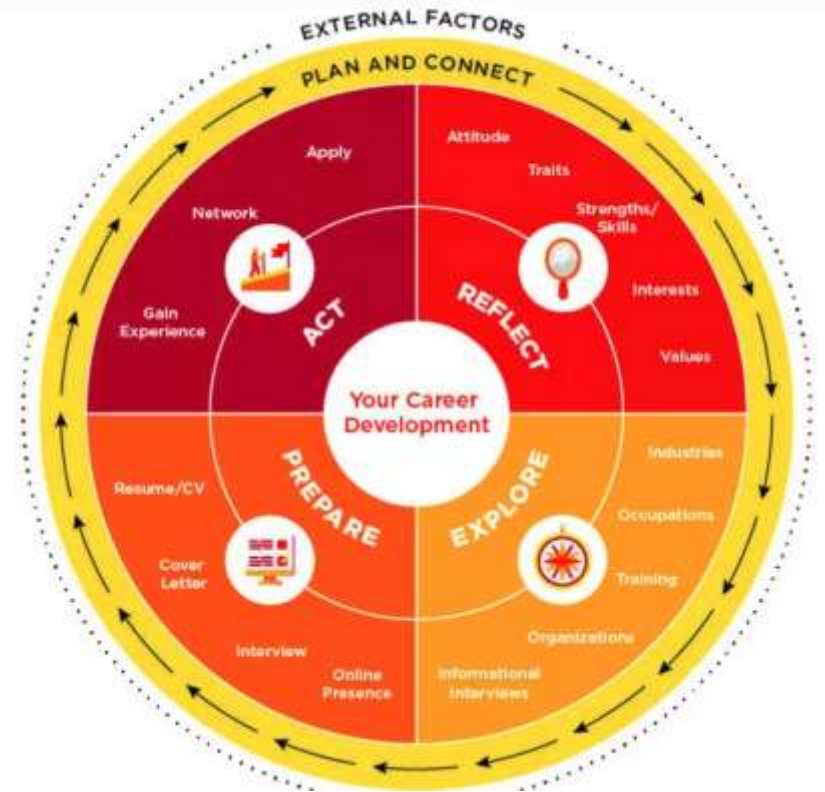 EXTERNAL FACTORS
PLAN AND CONNECT
Apply
Network
Gain
Experience
ACT
Attitude
Traits
Strengths/
Skills
Interests
Values
REFLECT
Your Career
Development
Industries
Occupations
Training
Organizations
Informational
Interviews
EXPLORE
Resume/CV
Cover
Letter
Interview
Online
Presence
PREPARE